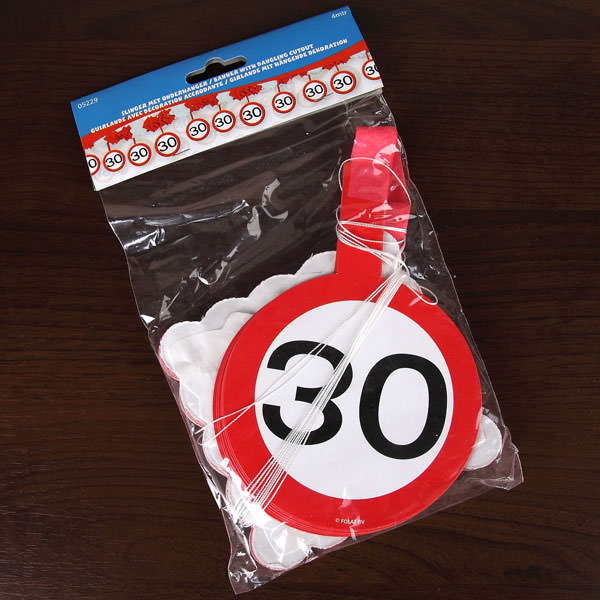 4mtr
05229
SLINGER MET ONDERHANGER / BANNER WITH DANGLING CUTOUT
GUIRLANDE AVEC DÉCORATION ACCROCHANTE / GIRLANDE MIT HÄNGENDE DEKORATION
30 30 30 30 30 30 30 30 30
30
© FOLAT BV